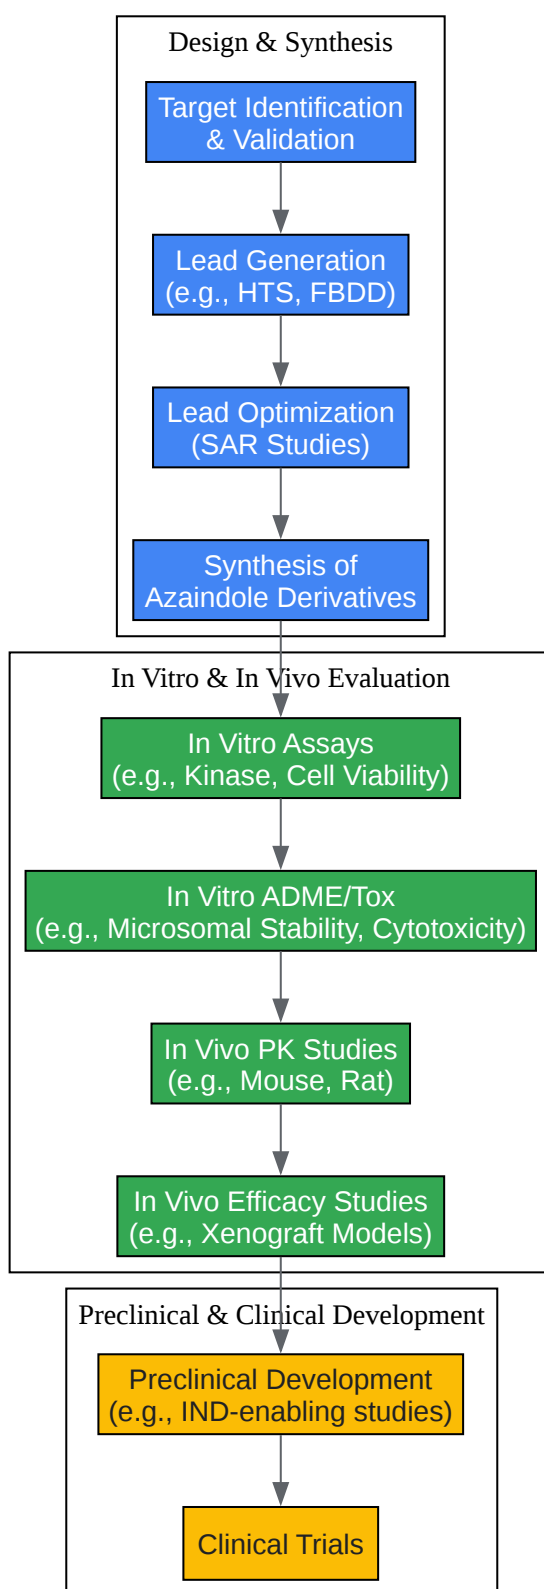 Design & Synthesis
Target Identification
& Validation
Lead Generation
(e.g., HTS, FBDD)
Lead Optimization
(SAR Studies)
Synthesis of
Azaindole Derivatives
In Vitro & In Vivo Evaluation
In Vitro Assays
(e.g., Kinase, Cell Viability)
In Vitro ADME/Tox
(e.g., Microsomal Stability, Cytotoxicity)
In Vivo PK Studies
(e.g., Mouse, Rat)
In Vivo Efficacy Studies
(e.g., Xenograft Models)
Preclinical & Clinical Development
Preclinical Development
(e.g., IND-enabling studies)
Clinical Trials